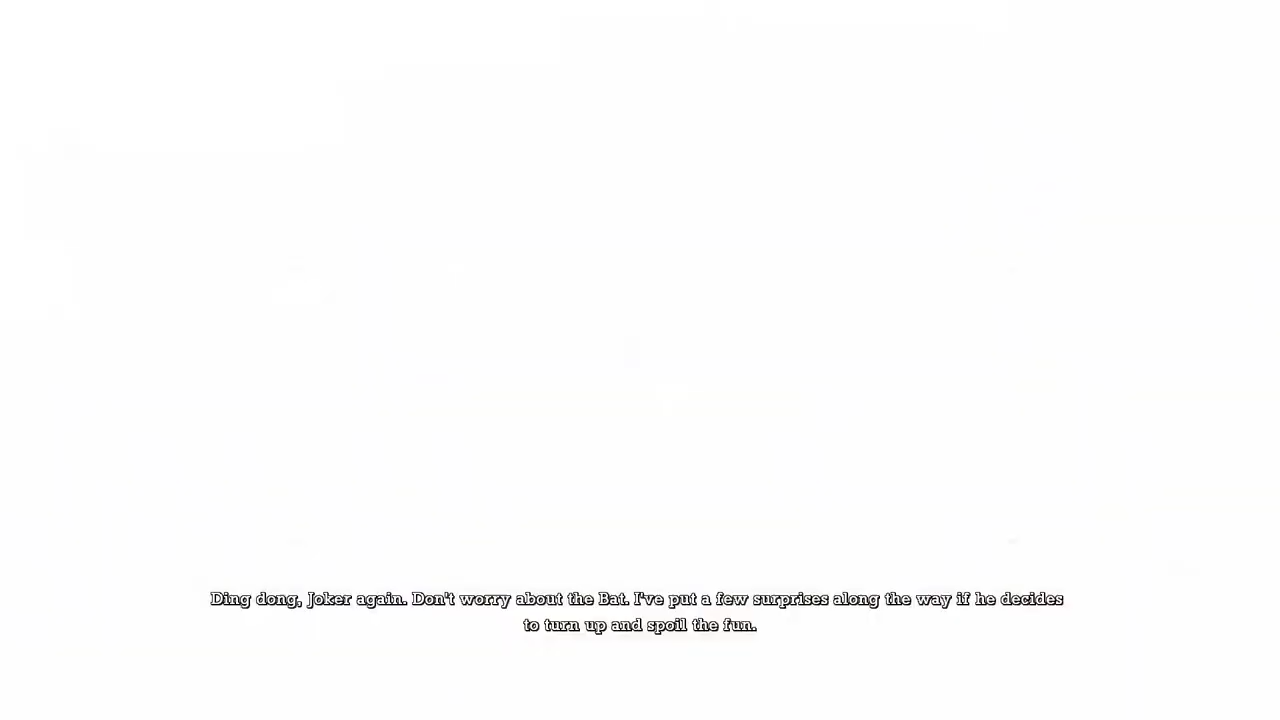 Ding dong, Joker again. Don't worry about the Bat. I've put a few surprises along the way if he decides
to turn up and spoil the fun.